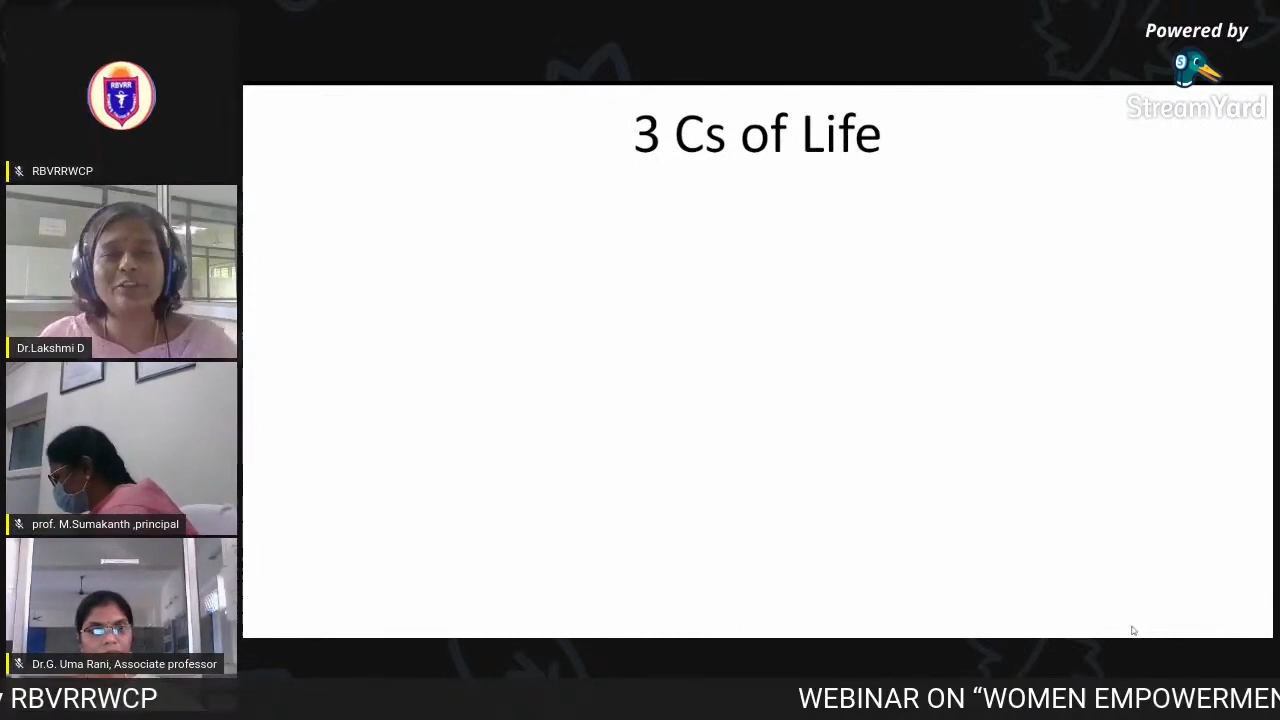 Powered by
StreamYard
RBVRR
RBVRRWCP
3 Cs of Life
Dr.Lakshmi D
prof. M.Sumakanth ,principal
Dr.G. Uma Rani, Associate professor
RBVRRWCP
WEBINAR ON “WOMEN EMPOWERMEN